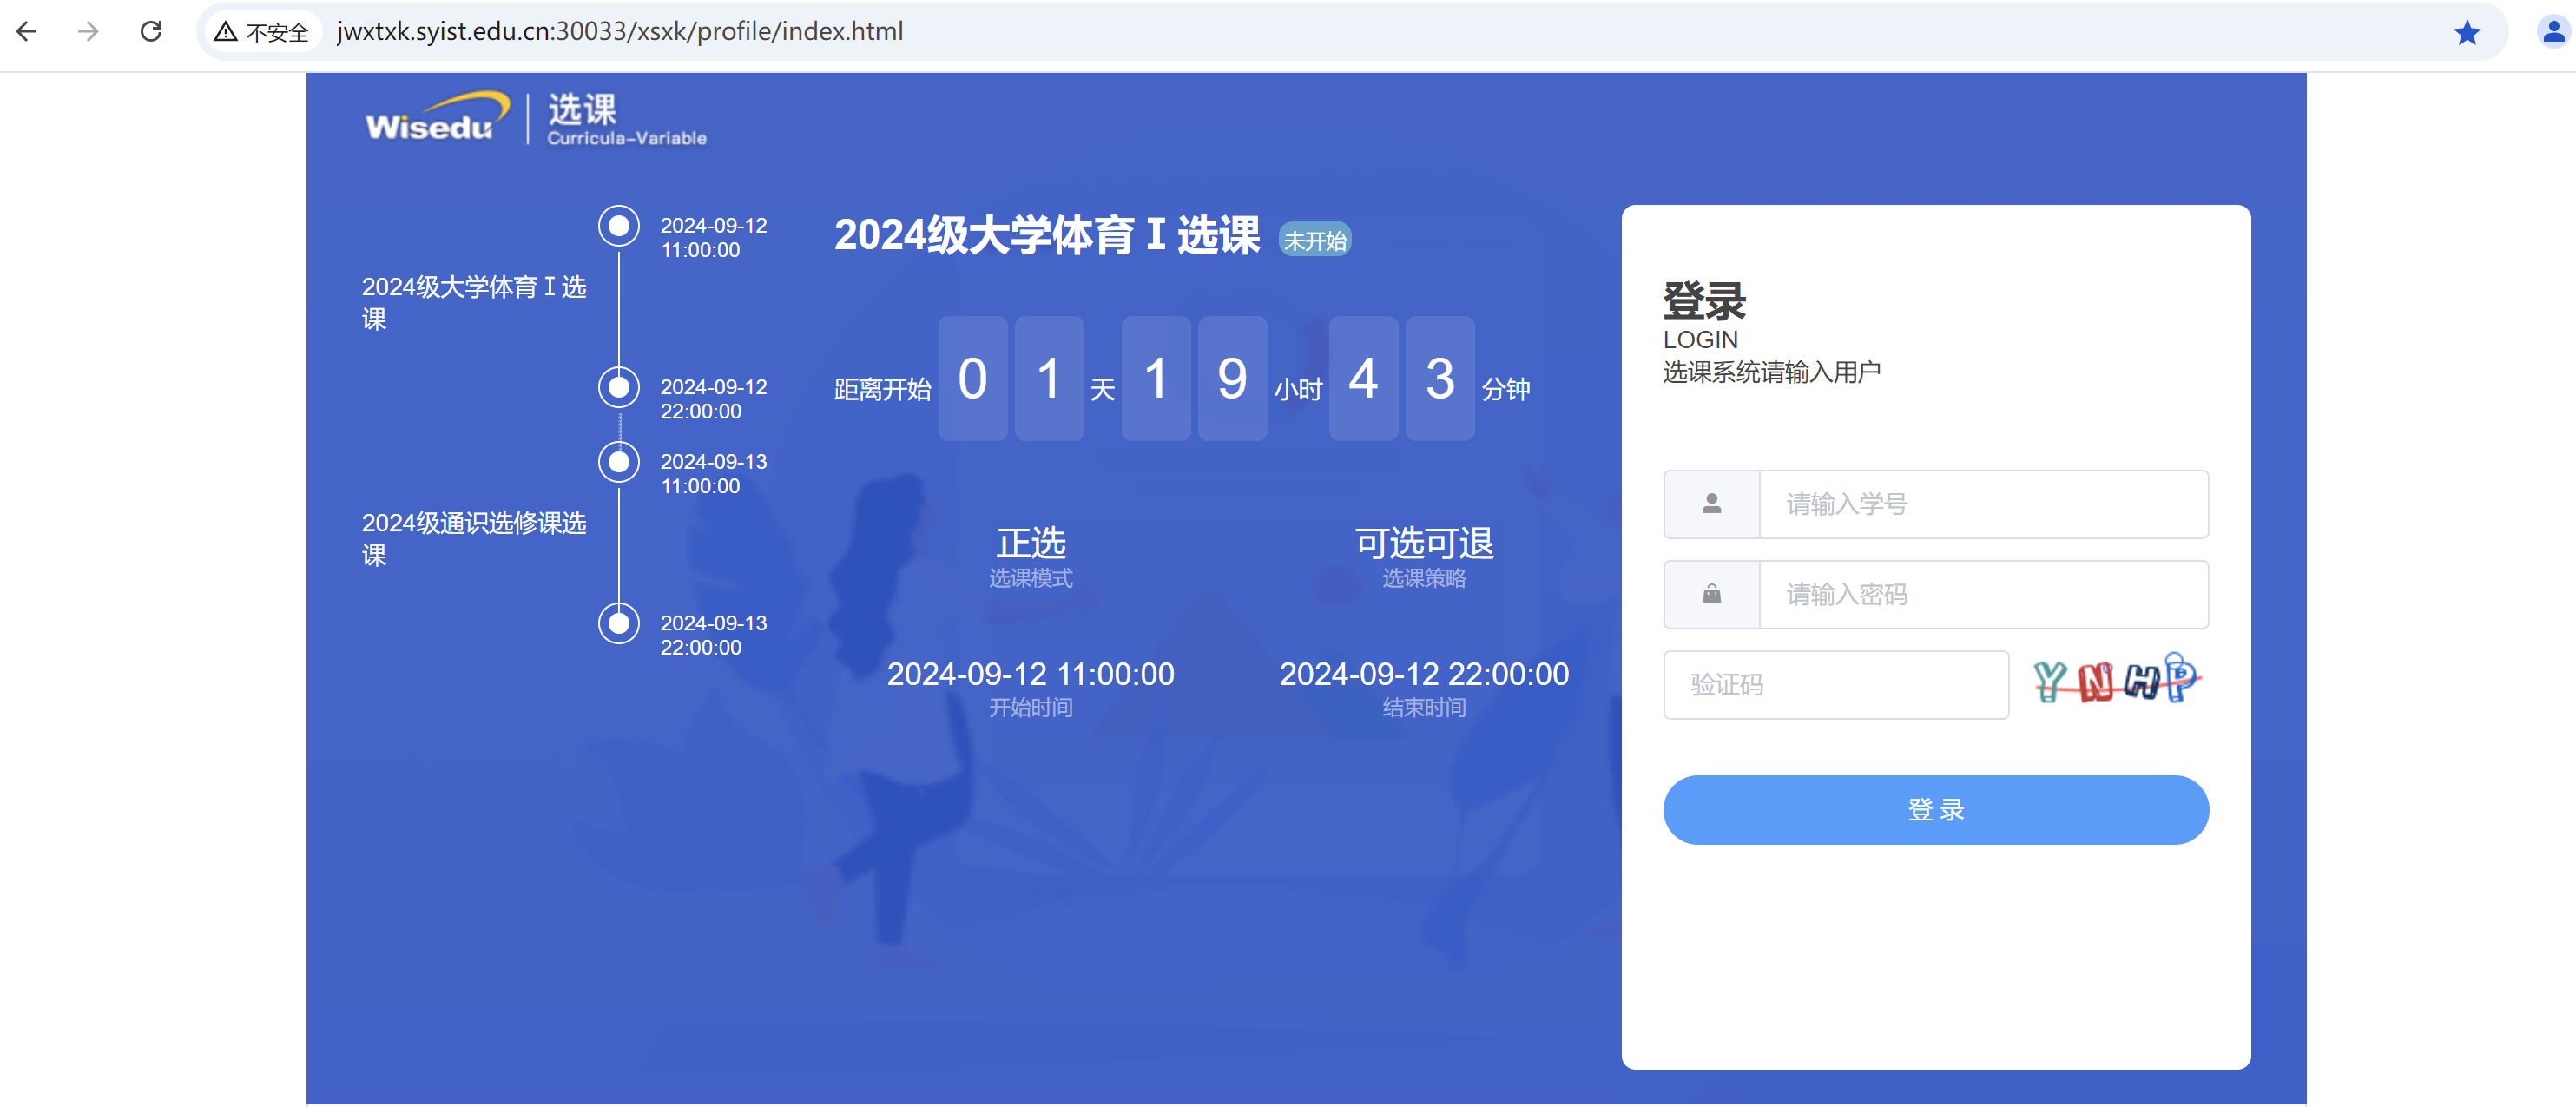 不安全 jwxtxk.syist.edu.cn:30033/xsxk/profile/index.html
Wisedu 选课
Curricula-Variable
2024-09-12
11:00:00
2024级大学体育 I 选
课
2024-09-12
22:00:00
2024-09-13
11:00:00
2024级通识选修课选
课
2024-09-13
22:00:00
2024级大学体育 I 选课 未开始
距离开始 0 1 天 1 9 小时 4 3 分钟
正选
选课模式
可选可退
选课策略
2024-09-12 11:00:00
开始时间
2024-09-12 22:00:00
结束时间
登录
LOGIN
选课系统请输入用户
请输入学号
请输入密码
验证码 YNHP
登 录